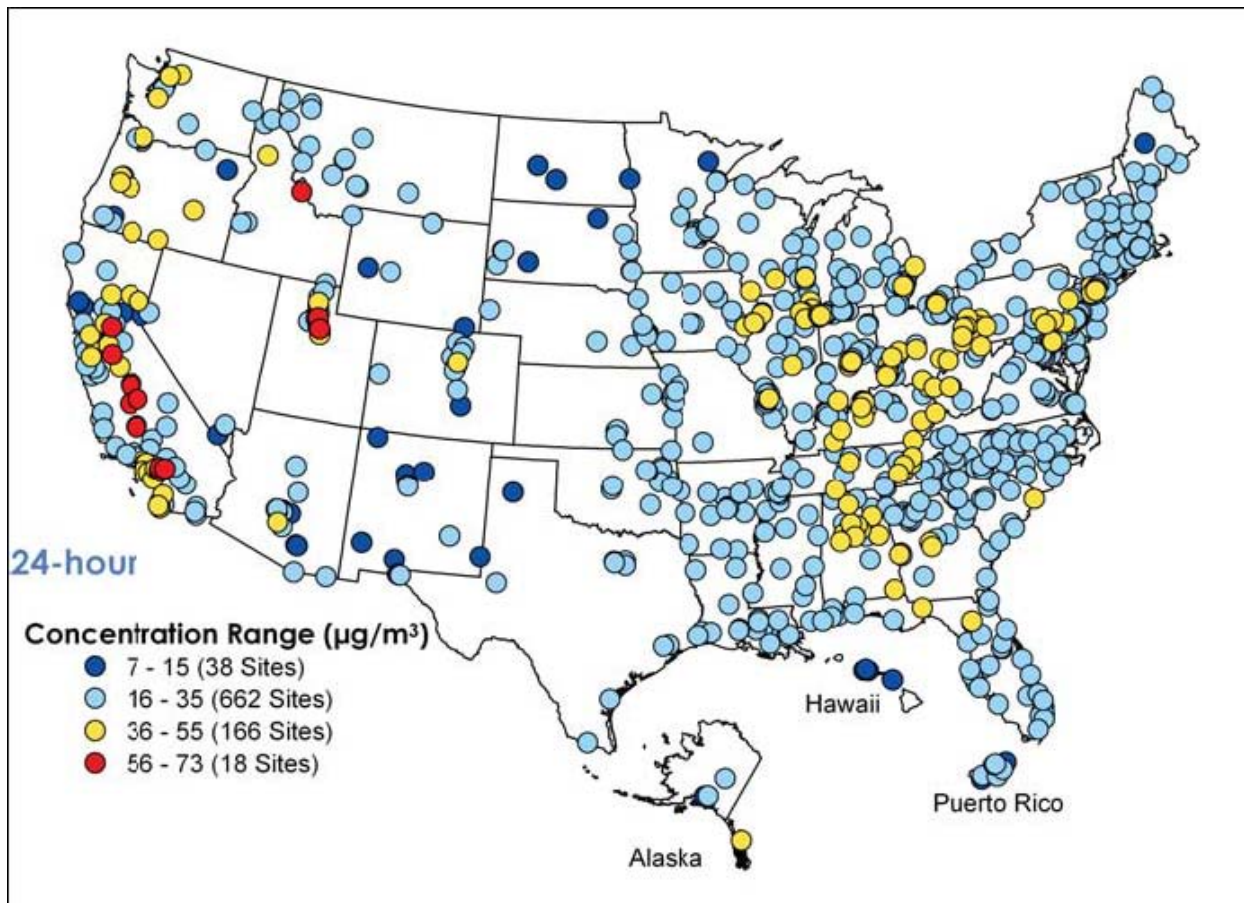 24-hour
Concentration Range (µg/m³)
7 - 15 (38 Sites)
16 - 35 (662 Sites)
36 - 55 (166 Sites)
56 - 73 (18 Sites)
Hawaii
Puerto Rico
Alaska